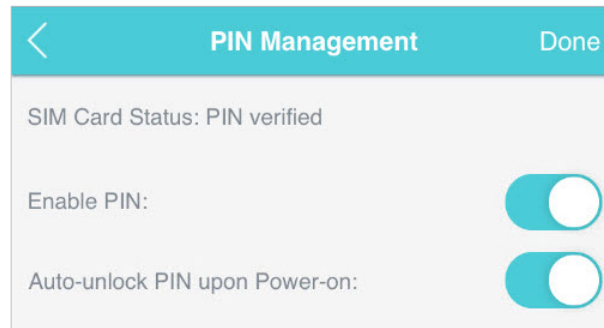 PIN Management Done
SIM Card Status: PIN verified
Enable PIN:
Auto-unlock PIN upon Power-on: